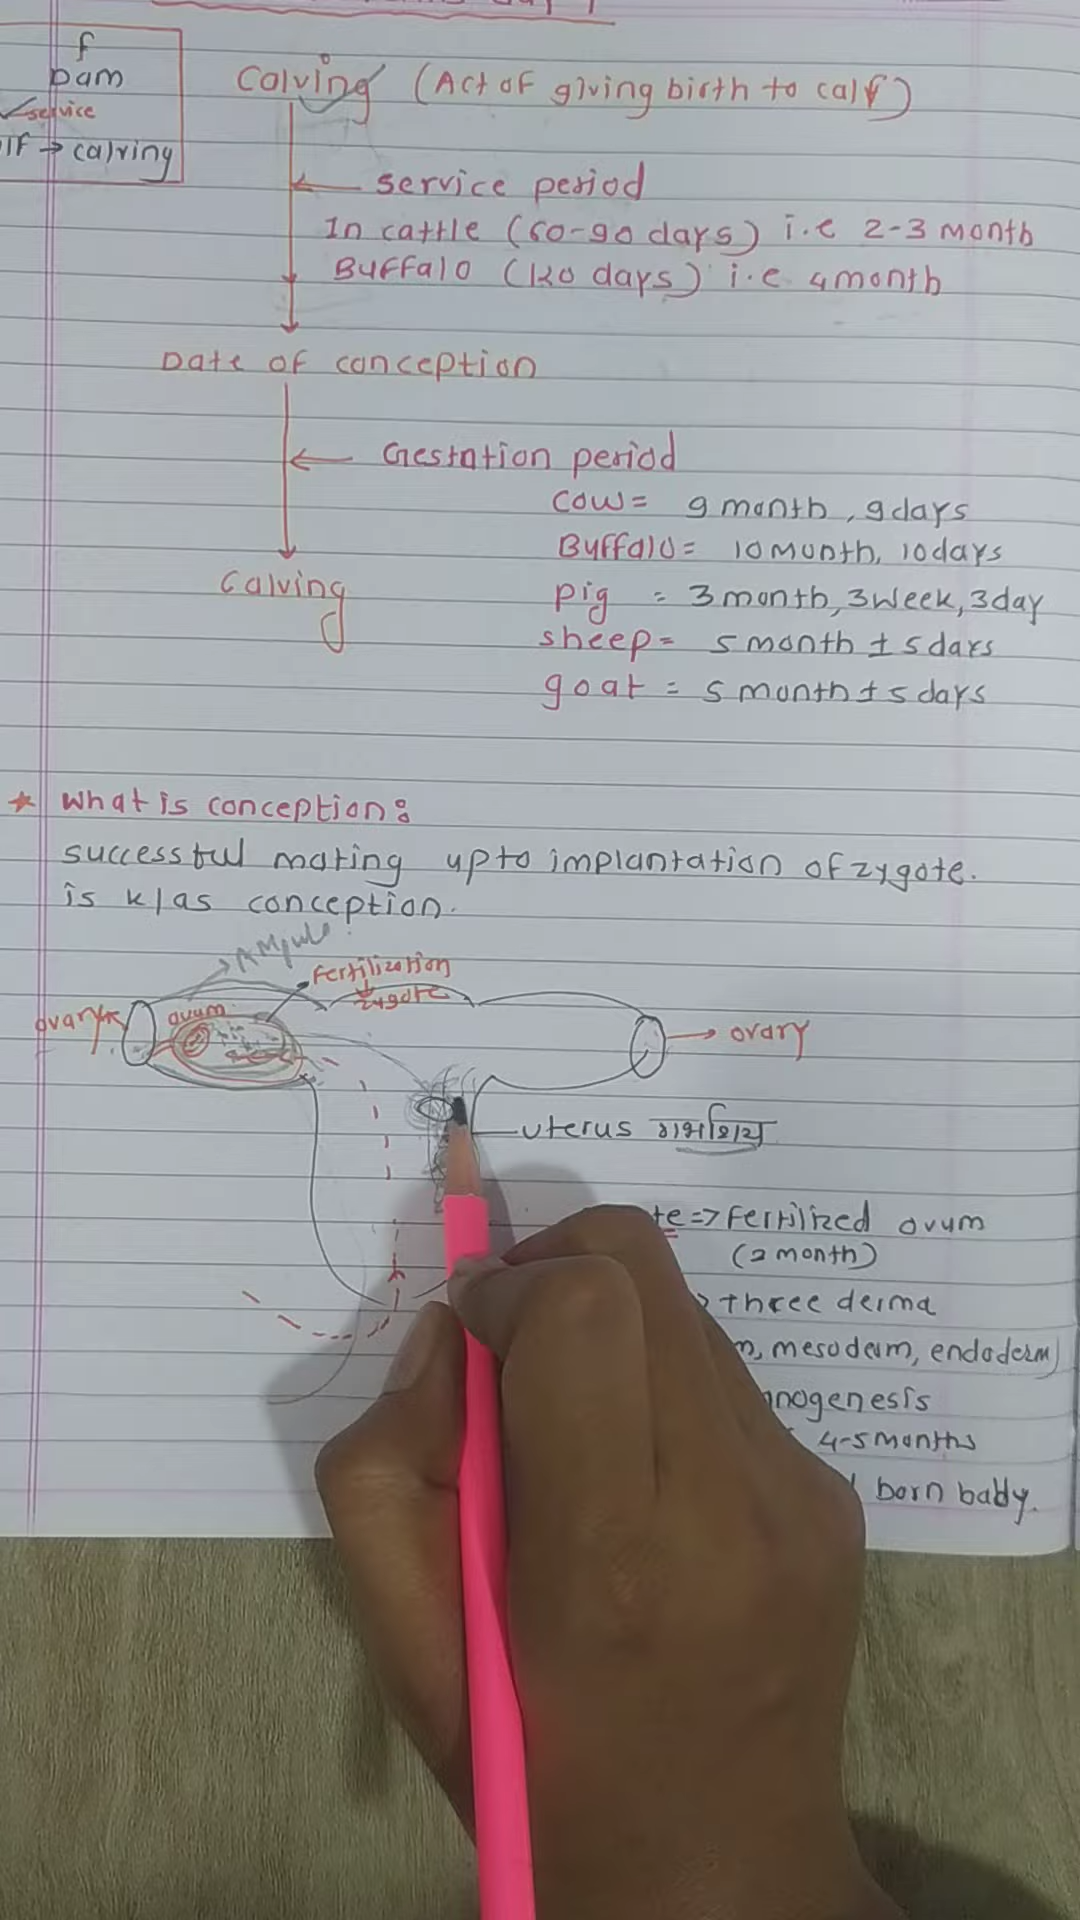 f
Dam
service
→ calving
Calving (Act of giving birth to calf)
service period
In cattle (60-90 days) i.e 2-3 month
Buffalo (120 days) i.e. 4 month
Date of conception
Gestation period
cow = 9 month, 9 days
Buffalo = 10 month, 10 days
Calving
pig = 3 month, 3 week, 3 day
sheep = 5 month ± 5 days
goat = 5 month ± 5 days
* What is conception:
successful mating upto implantation of zygote.
is k/as conception.
Fertilization
zygote
ovary
ovum
→ ovary
uterus गर्भाशय
te => Fertilized ovum
(2 month)
three derma
m, mesoderm, endoderm)
nogenesis
4-5 months
born baby.